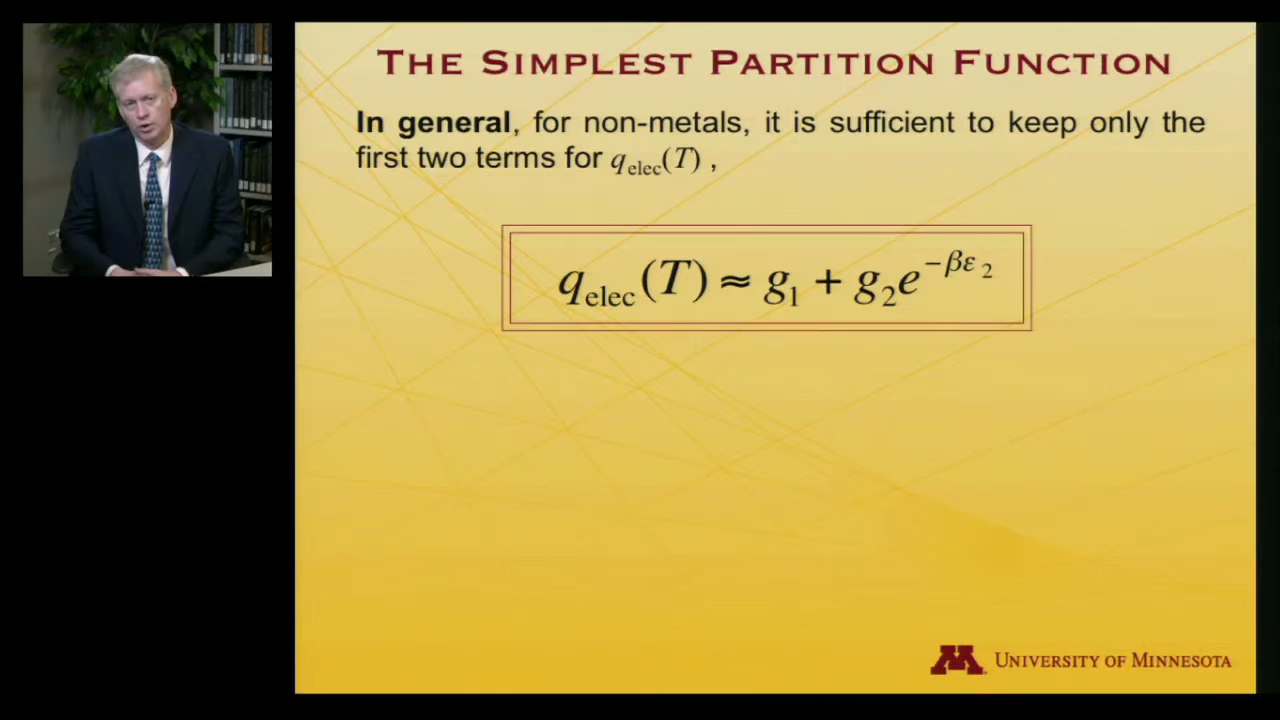 THE SIMPLEST PARTITION FUNCTION
In general, for non-metals, it is sufficient to keep only the
first two terms for q_elec(T) ,
q_elec(T) ≈ g_1 + g_2 e^{-βε_2}
UNIVERSITY OF MINNESOTA